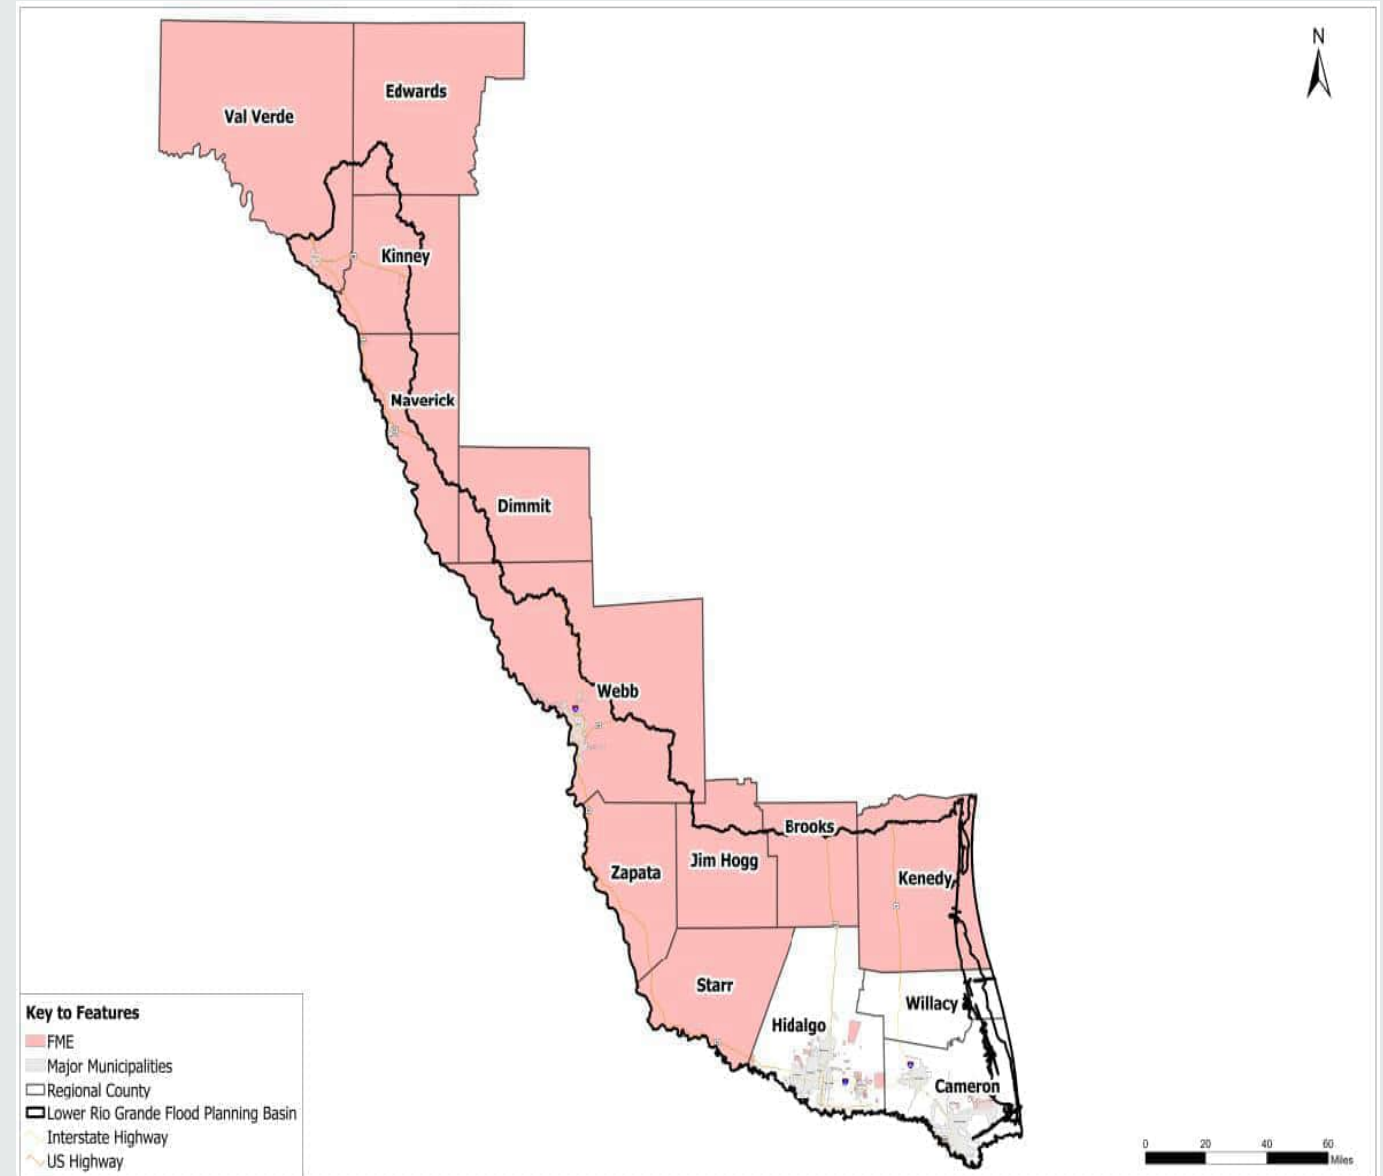 N
Edwards
Val Verde
Kinney
Maverick
Dimmit
Webb
Brooks
Jim Hogg
Zapata
Kenedy
Starr
Willacy
Hidalgo
Cameron
Key to Features
FME
Major Municipalities
Regional County
Lower Rio Grande Flood Planning Basin
Interstate Highway
US Highway
0 20 40 60
Miles